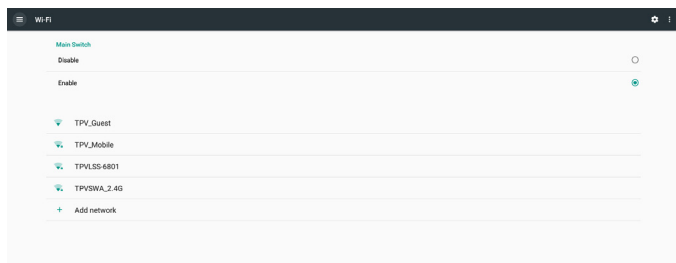 Wi-Fi
Main Switch
Disable
Enable
TPV_Guest
TPV_Mobile
TPVLSS-6801
TPVSWA_2.4G
Add network